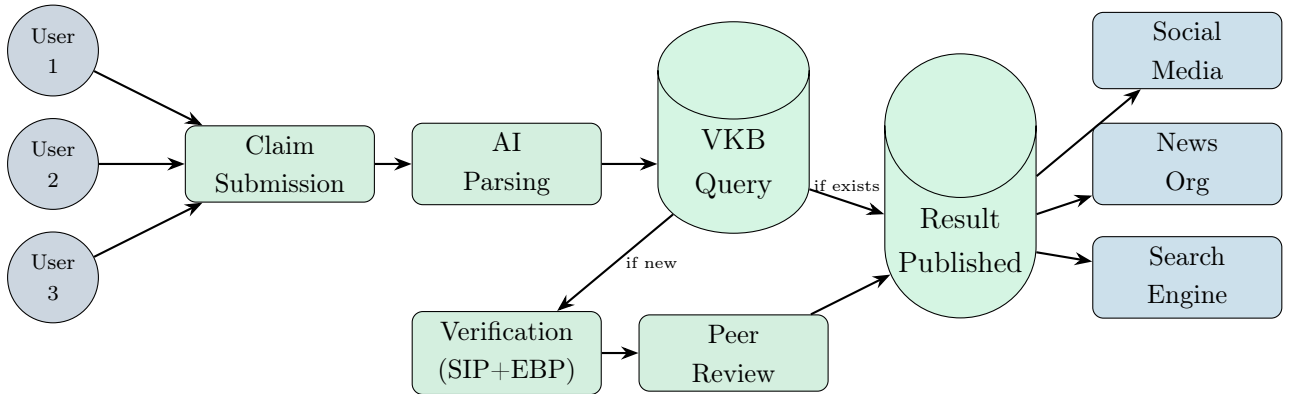 User
1
User
2
User
3
Claim
Submission
AI
Parsing
VKB
Query
if exists
if new
Verification
(SIP+EBP)
Peer
Review
Result
Published
Social
Media
News
Org
Search
Engine